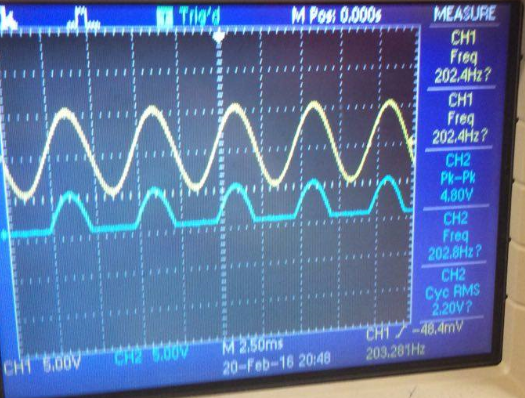 Trig'd
M Pos: 0.000s
MEASURE
CH1
Freq
202.4Hz?
CH1
Freq
202.4Hz?
CH2
Pk-Pk
4.80V
CH2
Freq
202.8Hz?
CH2
Cyc RMS
2.20V?
CH1 5.00V
CH2 5.00V
M 2.50ms
CH1 -48.4mV
20-Feb-16 20:48
203.281Hz